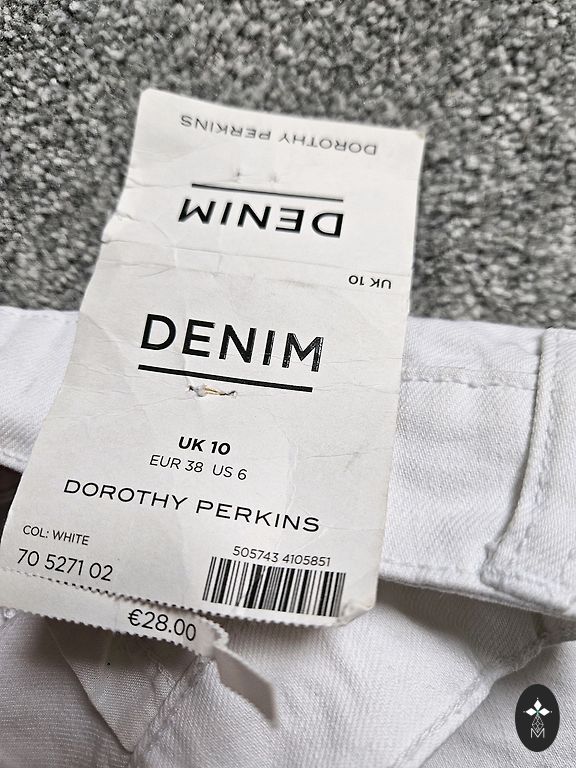 DOROTHY PERKINS
DENIM
UK 10
DENIM
UK 10
EUR 38 US 6
DOROTHY PERKINS
COL: WHITE
70 5271 02
505743 4105851
€28.00
M